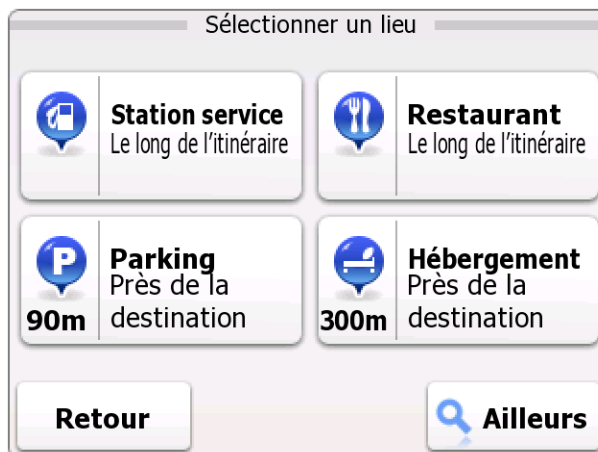 Sélectionner un lieu
Station service
Le long de l'itinéraire
Restaurant
Le long de l'itinéraire
P
90m
Parking
Près de la
destination
300m
Hébergement
Près de la
destination
Retour
Ailleurs